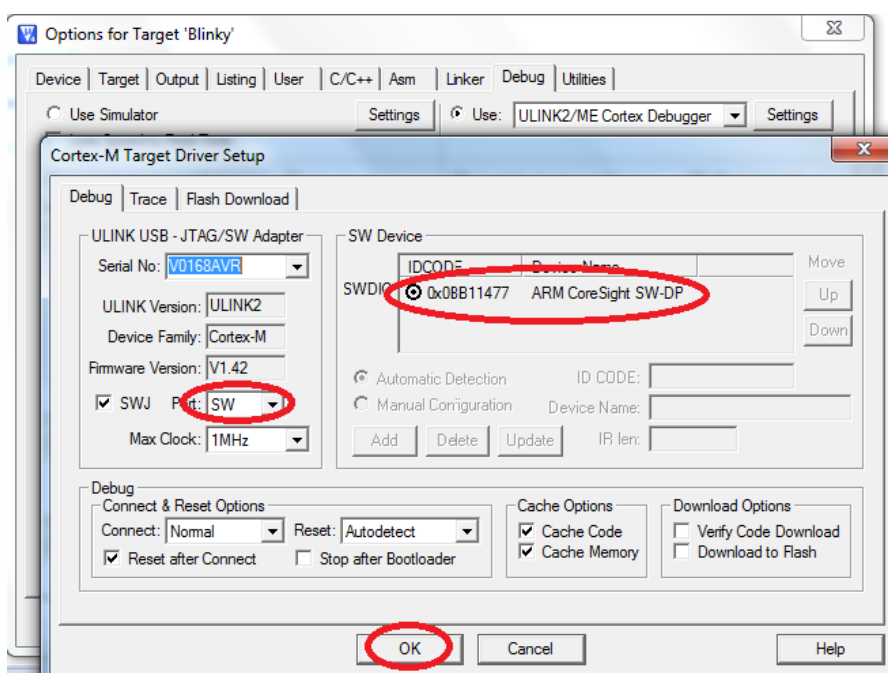 Options for Target 'Blinky'
Device Target Output Listing User C/C++ Asm Linker Debug Utilities
Use Simulator Settings Use: ULINK2/ME Cortex Debugger Settings
Cortex-M Target Driver Setup
Debug Trace Flash Download
ULINK USB - JTAG/SW Adapter
Serial No: V0168AVR
ULINK Version: ULINK2
Device Family: Cortex-M
Firmware Version: V1.42
SWJ Port: SW
Max Clock: 1MHz
SW Device
IDCODE Device Name Move
SWDIO 0x0BB11477 ARM CoreSight SW-DP Up
Down
Automatic Detection ID CODE:
Manual Configuration Device Name:
Add Delete Update IR len:
Debug
Connect & Reset Options
Connect: Normal Reset: Autodetect
Reset after Connect Stop after Bootloader
Cache Options
Cache Code
Cache Memory
Download Options
Verify Code Download
Download to Flash
OK Cancel Help